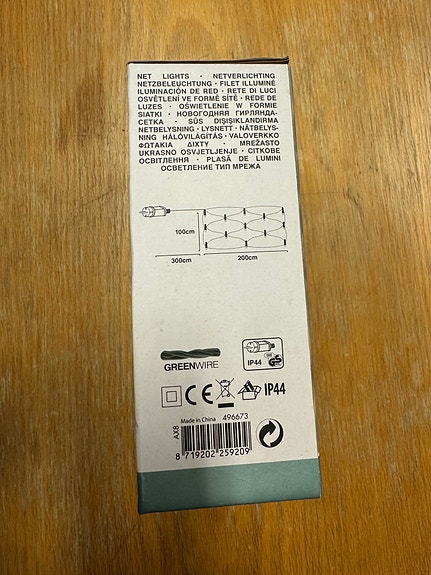 NET LIGHTS · NETVERLICHTING
NETZBELEUCHTUNG · FILET ILLUMINÉ
ILUMINACIÓN DE RED · RETE DI LUCI
OSVĚTLENÍ VE FORMĚ SÍTĚ · REDE DE
LUZES · OŚWIETLENIE W FORMIE
SIATKI · НОВОГОДНЯЯ ГИРЛЯНДА-
СЕТКА · SÜS DIŞIŞIKLANDIRMA
NETBELYSNING · LYSNETT · NÄTBELYS-
NING HÁLÓVILÁGÍTÁS · VALOVERKKO
ΦΩΤΑΚΙΑ ΔΙΧΤΥ · MREŽASTO
UKRASNO OSVJETLJENJE · СІТКОВЕ
ОСВІТЛЕННЯ · PLASĂ DE LUMINI
ОСВЕТЛЕНИЕ ТИП МРЕЖА
100cm
300cm
200cm
GREENWIRE
IP44
CE
IP44
Made in China
496673
AX8
8 719202 259209